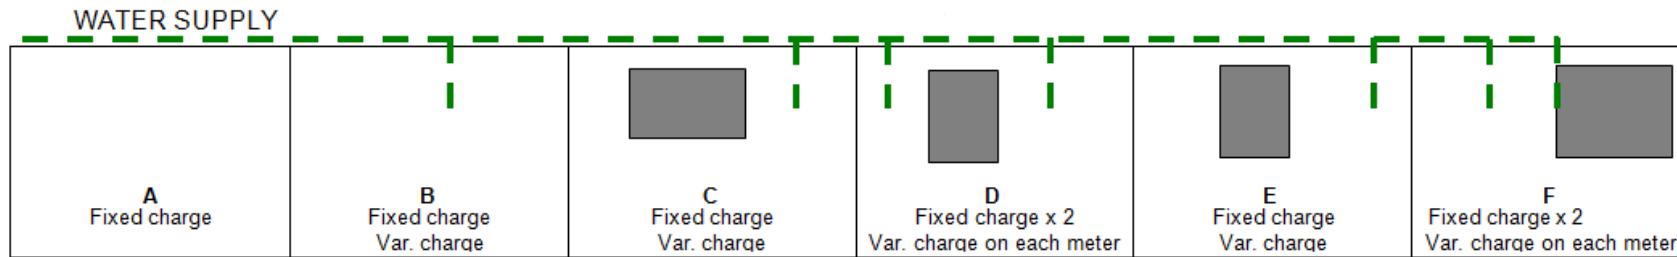 WATER SUPPLY
A
Fixed charge
B
Fixed charge
Var. charge
C
Fixed charge
Var. charge
D
Fixed charge x 2
Var. charge on each meter
E
Fixed charge
Var. charge
F
Fixed charge x 2
Var. charge on each meter